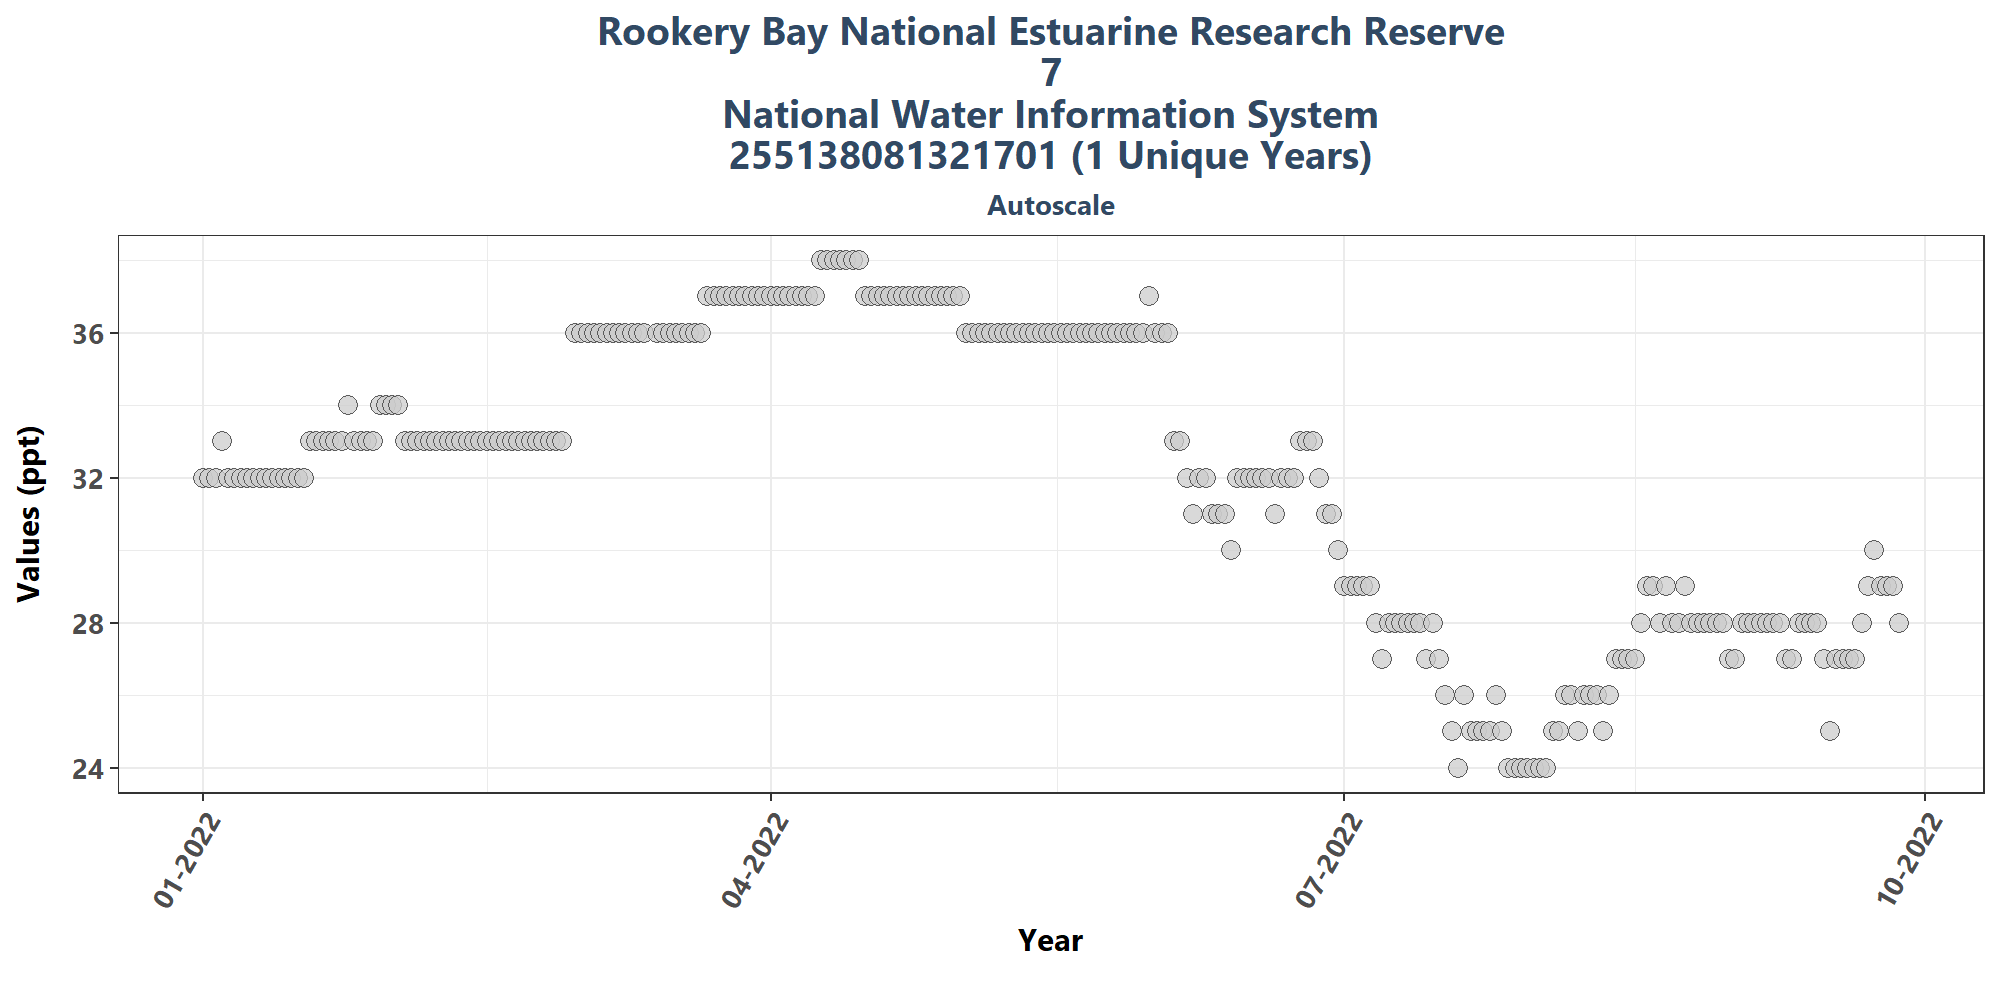 Rookery Bay National Estuarine Research Reserve
7
National Water Information System
255138081321701 (1 Unique Years)
Autoscale
Values (ppt)
36
32
28
24
01-2022
04-2022
07-2022
10-2022
Year